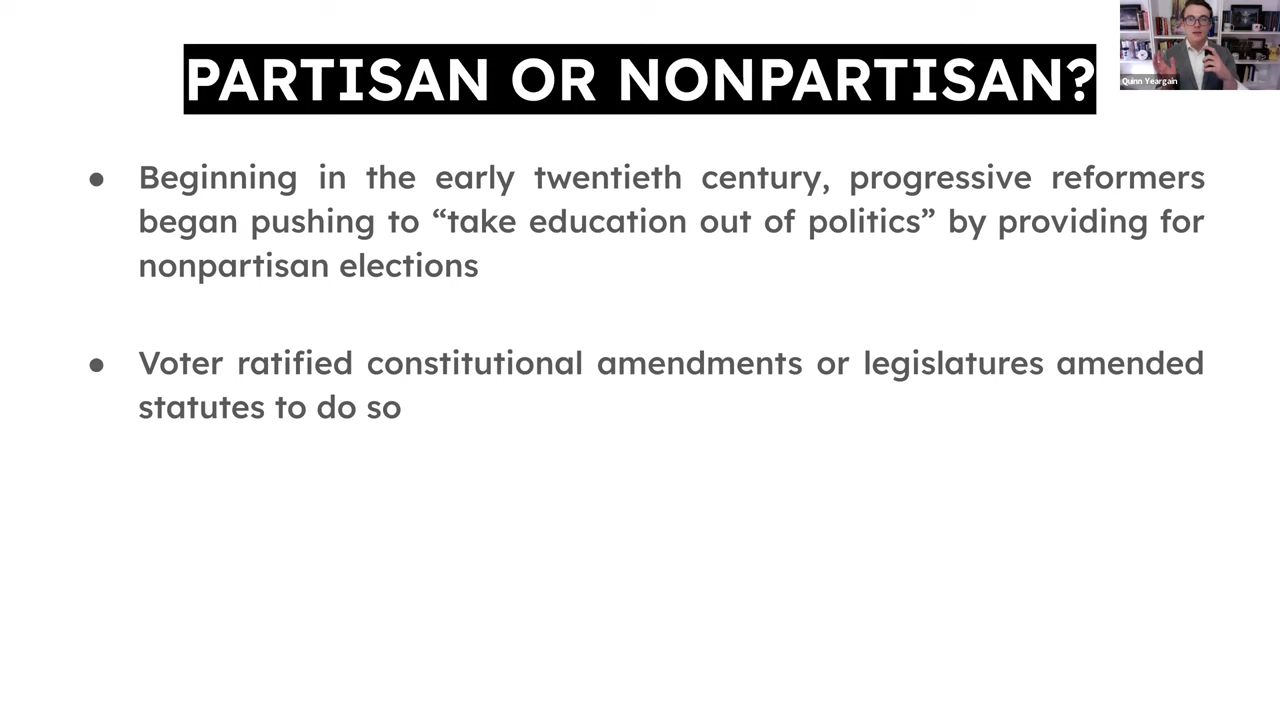 PARTISAN OR NONPARTISAN?
Quinn Yeargain
● Beginning in the early twentieth century, progressive reformers
began pushing to “take education out of politics” by providing for
nonpartisan elections
● Voter ratified constitutional amendments or legislatures amended
statutes to do so